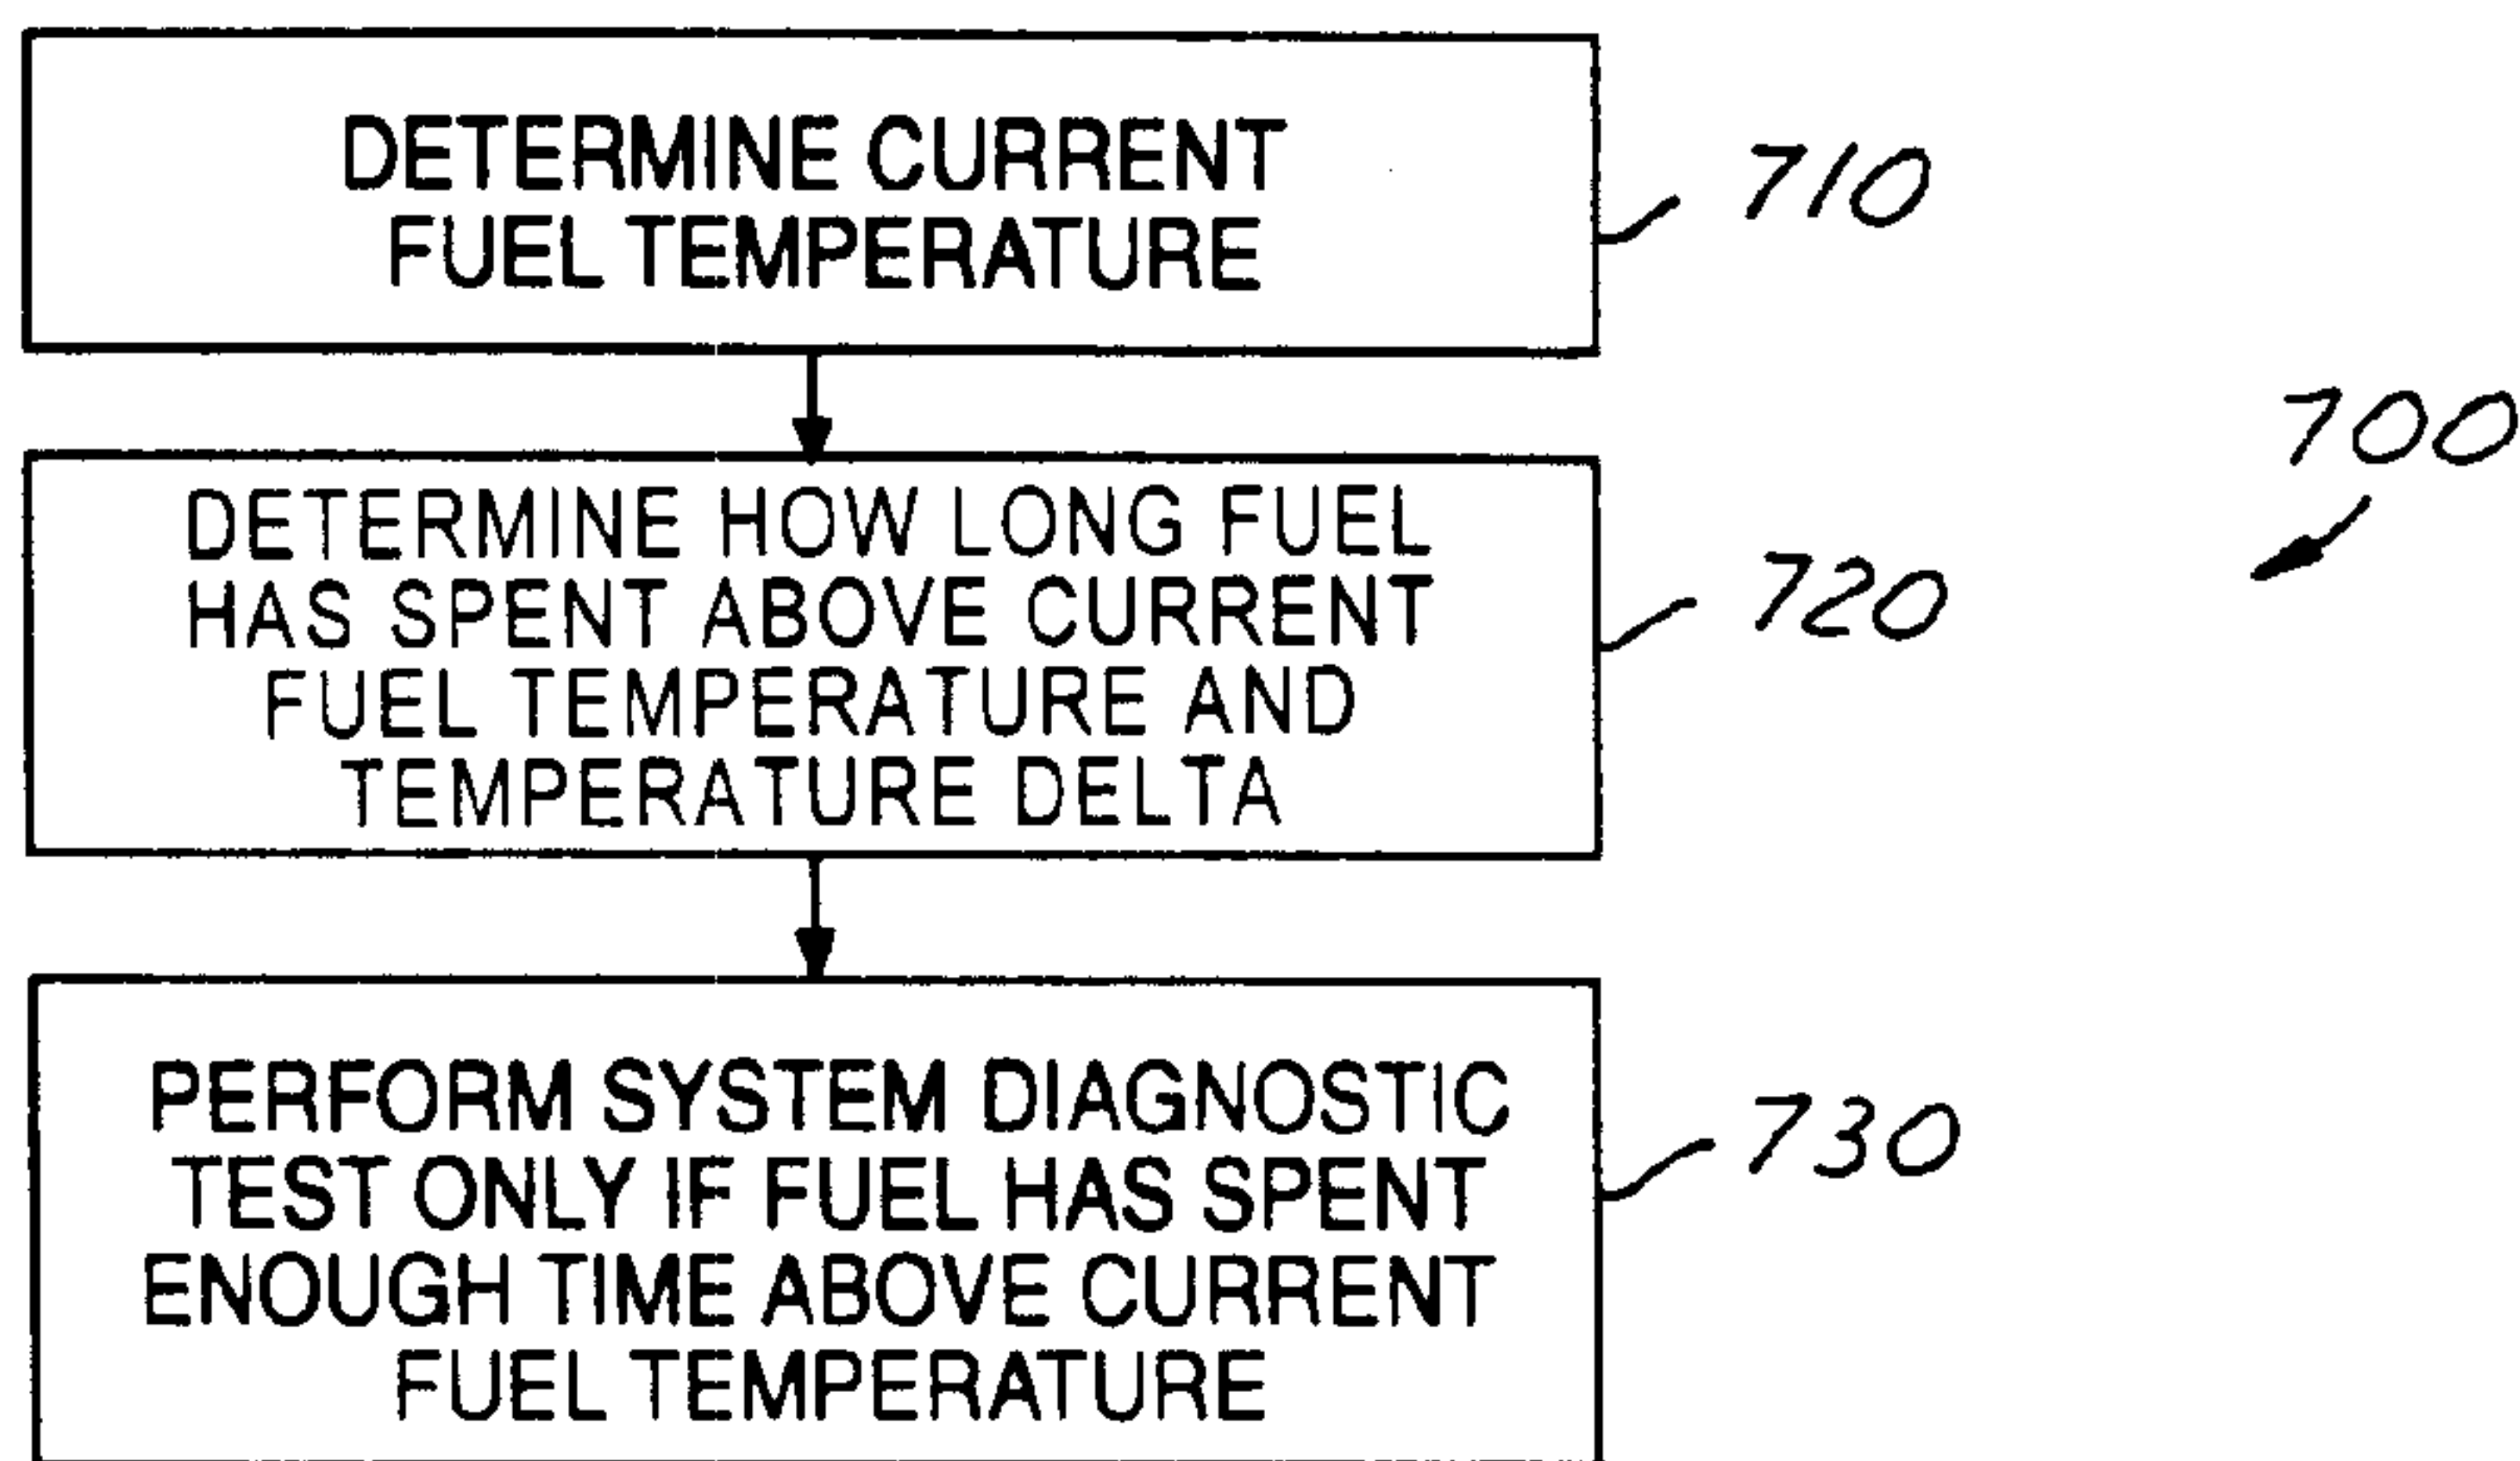 DETERMINE CURRENT
FUEL TEMPERATURE
710
700
DETERMINE HOW LONG FUEL
HAS SPENT ABOVE CURRENT
FUEL TEMPERATURE AND
TEMPERATURE DELTA
720
PERFORM SYSTEM DIAGNOSTIC
TEST ONLY IF FUEL HAS SPENT
ENOUGH TIME ABOVE CURRENT
FUEL TEMPERATURE
730